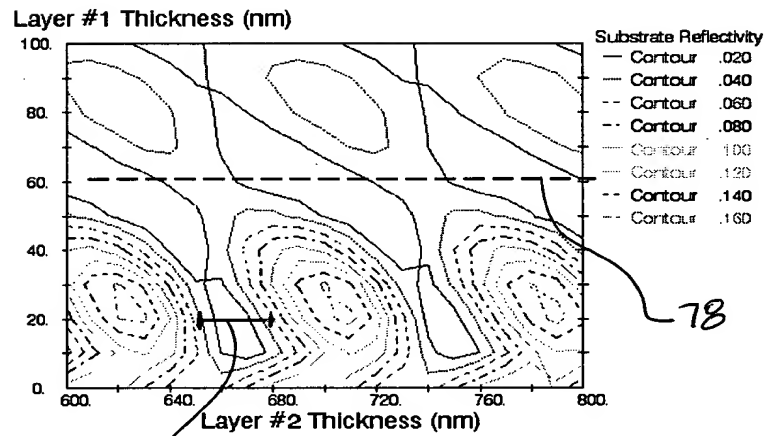 Layer #1 Thickness (nm)
100.
80.
60.
40.
20.
0.
600. 640. 680. 720. 760. 800.
Layer #2 Thickness (nm)
Substrate Reflectivity
Contour .020
Contour .040
Contour .060
Contour .080
Contour .100
Contour .120
Contour .140
Contour .160
78